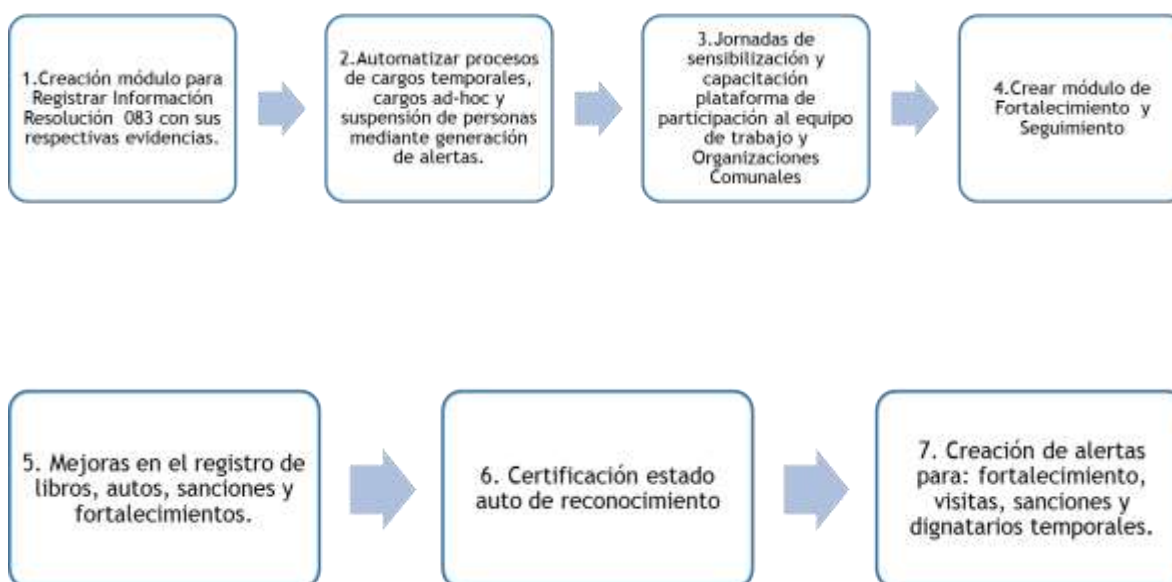 1.Creación módulo para
Registrar Información
Resolución 083 con sus
respectivas evidencias.
2.Automatizar procesos
de cargos temporales,
cargos ad-hoc y
suspensión de personas
mediante generación
de alertas.
3.Jornadas de
sensibilización y
capacitación
plataforma de
participación al equipo
de trabajo y
Organizaciones
Comunales
4.Crear módulo de
Fortalecimiento y
Seguimiento
5. Mejoras en el registro de
libros, autos, sanciones y
fortalecimientos.
6. Certificación estado
auto de reconocimiento
7. Creación de alertas
para: fortalecimiento,
visitas, sanciones y
dignatarios temporales.